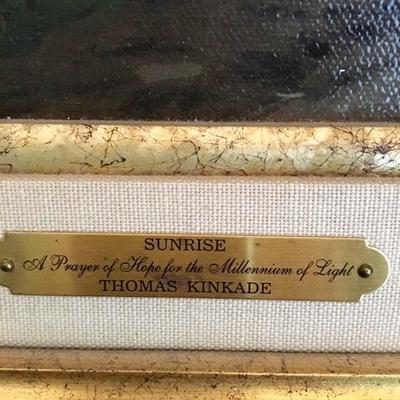 SUNRISE
A Prayer of Hope for the Millennium of Light
THOMAS KINKADE